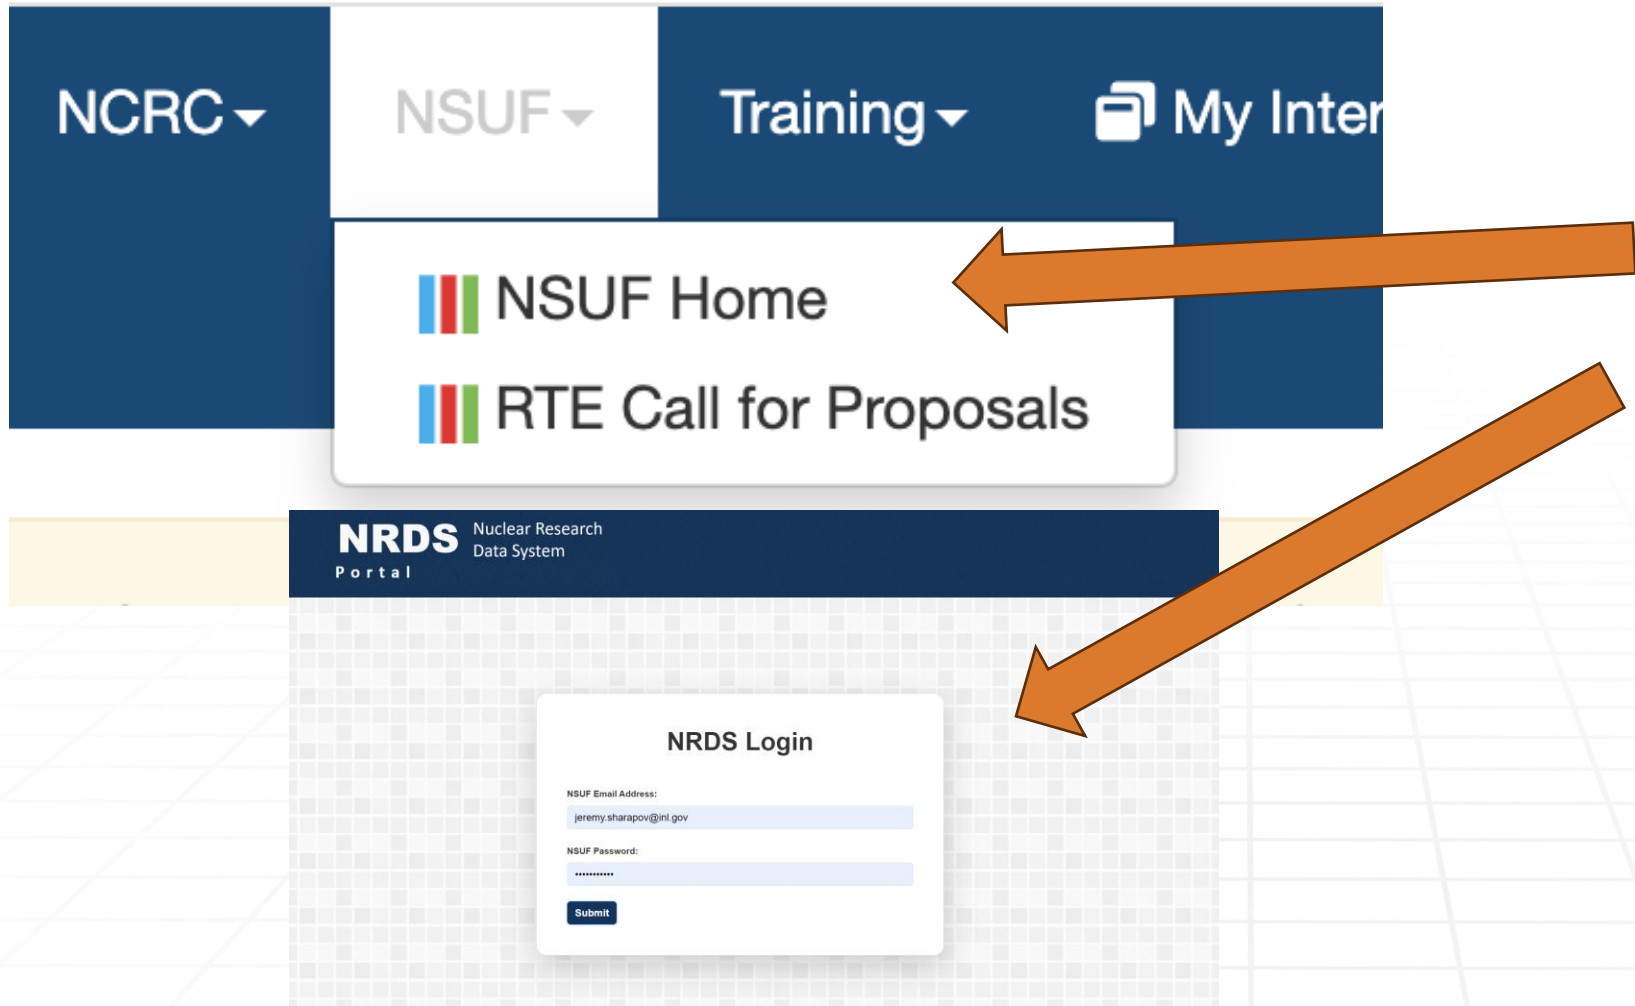 NCRC
NSUF
Training
My Inter
NSUF Home
RTE Call for Proposals
NRDS
Portal
Nuclear Research
Data System
NRDS Login
NSUF Email Address:
jeremy.sharapov@inl.gov
NSUF Password:
•••••••••••
Submit